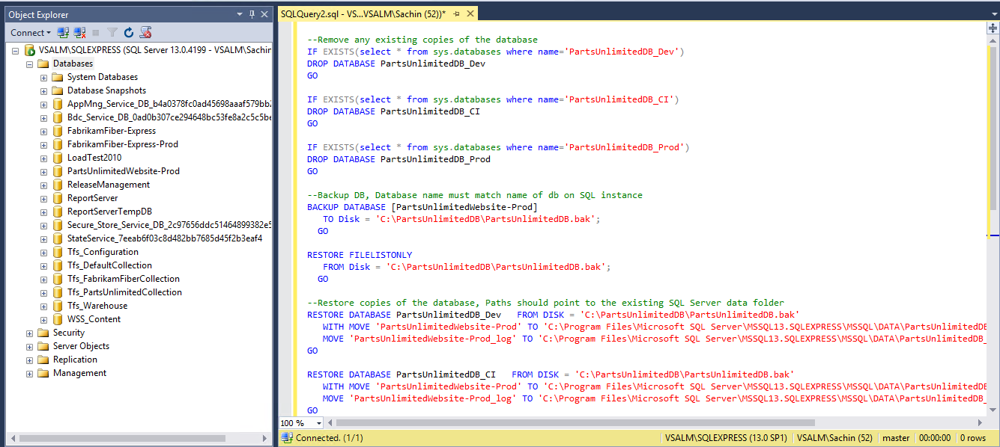 Object Explorer
Connect
VSALM\SQLEXPRESS (SQL Server 13.0.4199 - VSALM\Sachin
Databases
System Databases
Database Snapshots
AppMng_Service_DB_b4a0378fc0ad45698aaaf579bb
Bdc_Service_DB_0ad0b307ce294648bc53fe8a2c5c5be
FabrikamFiber-Express
FabrikamFiber-Express-Prod
LoadTest2010
PartsUnlimitedWebsite-Prod
ReleaseManagement
ReportServer
ReportServerTempDB
Secure_Store_Service_DB_2c97656ddc51464899382e5
StateService_7eeab6f03c8d482bb7685d45f2b3eaf4
Tfs_Configuration
Tfs_DefaultCollection
Tfs_FabrikamFiberCollection
Tfs_PartsUnlimitedCollection
Tfs_Warehouse
WSS_Content
Security
Server Objects
Replication
Management
SQLQuery2.sql - VS...VSALM\Sachin (52))*
--Remove any existing copies of the database
IF EXISTS(select * from sys.databases where name='PartsUnlimitedDB_Dev')
DROP DATABASE PartsUnlimitedDB_Dev
GO
IF EXISTS(select * from sys.databases where name='PartsUnlimitedDB_CI')
DROP DATABASE PartsUnlimitedDB_CI
GO
IF EXISTS(select * from sys.databases where name='PartsUnlimitedDB_Prod')
DROP DATABASE PartsUnlimitedDB_Prod
GO
--Backup DB, Database name must match name of db on SQL instance
BACKUP DATABASE [PartsUnlimitedWebsite-Prod]
TO Disk = 'C:\PartsUnlimitedDB\PartsUnlimitedDB.bak';
GO
RESTORE FILELISTONLY
FROM Disk = 'C:\PartsUnlimitedDB\PartsUnlimitedDB.bak';
GO
--Restore copies of the database, Paths should point to the existing SQL Server data folder
RESTORE DATABASE PartsUnlimitedDB_Dev FROM DISK = 'C:\PartsUnlimitedDB\PartsUnlimitedDB.bak'
WITH MOVE 'PartsUnlimitedWebsite-Prod' TO 'C:\Program Files\Microsoft SQL Server\MSSQL13.SQLEXPRESS\MSSQL\DATA\PartsUnlimitedDB
MOVE 'PartsUnlimitedWebsite-Prod_log' TO 'C:\Program Files\Microsoft SQL Server\MSSQL13.SQLEXPRESS\MSSQL\DATA\PartsUnlimitedDB_
GO
RESTORE DATABASE PartsUnlimitedDB_CI FROM DISK = 'C:\PartsUnlimitedDB\PartsUnlimitedDB.bak'
WITH MOVE 'PartsUnlimitedWebsite-Prod' TO 'C:\Program Files\Microsoft SQL Server\MSSQL13.SQLEXPRESS\MSSQL\DATA\PartsUnlimitedDB
MOVE 'PartsUnlimitedWebsite-Prod_log' TO 'C:\Program Files\Microsoft SQL Server\MSSQL13.SQLEXPRESS\MSSQL\DATA\PartsUnlimitedDB_
GO
100 %
Connected. (1/1)
VSALM\SQLEXPRESS (13.0 SP1)
VSALM\Sachin (52)
master
00:00:00
0 rows